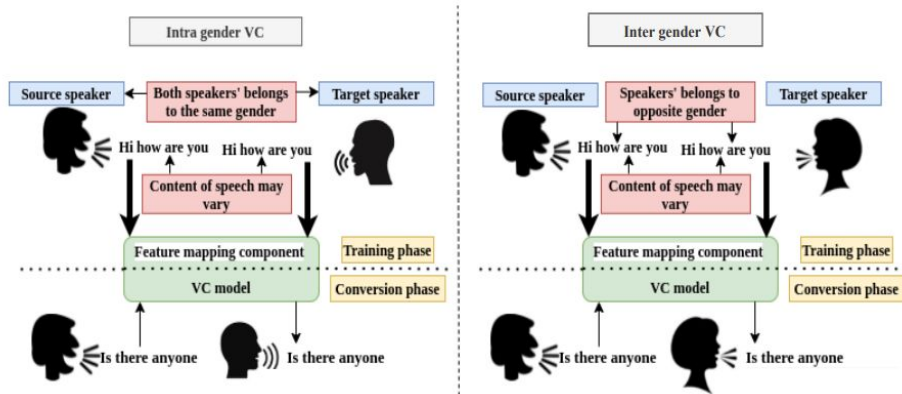 Intra gender VC
Source speaker
Both speakers' belongs
to the same gender
Target speaker
Hi how are you
Hi how are you
Content of speech may
vary
Feature mapping component
Training phase
VC model
Conversion phase
Is there anyone
Is there anyone
Inter gender VC
Source speaker
Speakers' belongs to
opposite gender
Target speaker
Hi how are you
Hi how are you
Content of speech may
vary
Feature mapping component
Training phase
VC model
Conversion phase
Is there anyone
Is there anyone